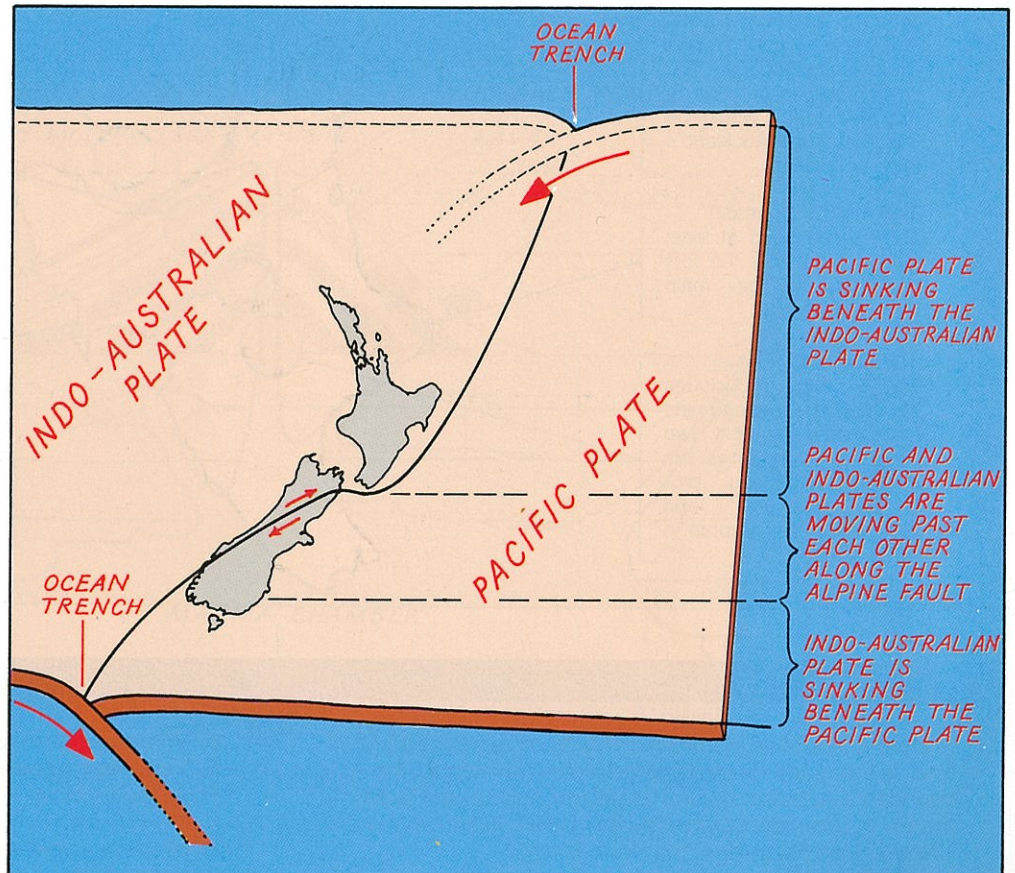 OCEAN
TRENCH
INDO-AUSTRALIAN
PLATE
PACIFIC PLATE
IS SINKING
BENEATH THE
INDO-AUSTRALIAN
PLATE
PACIFIC PLATE
PACIFIC AND
INDO-AUSTRALIAN
PLATES ARE
MOVING PAST
EACH OTHER
ALONG THE
ALPINE FAULT
OCEAN
TRENCH
INDO-AUSTRALIAN
PLATE IS
SINKING
BENEATH THE
PACIFIC PLATE